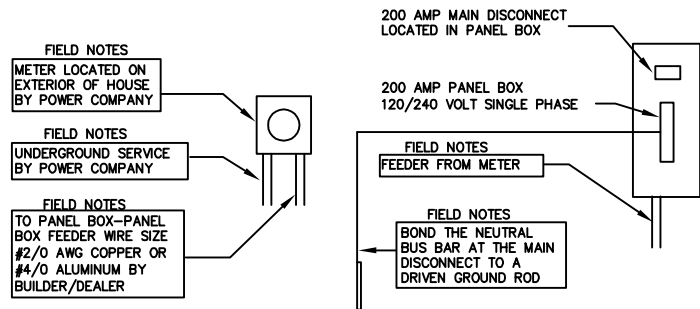 FIELD NOTES
METER LOCATED ON
EXTERIOR OF HOUSE
BY POWER COMPANY
FIELD NOTES
UNDERGROUND SERVICE
BY POWER COMPANY
FIELD NOTES
TO PANEL BOX-PANEL
BOX FEEDER WIRE SIZE
#2/0 AWG COPPER OR
#4/0 ALUMINUM BY
BUILDER/DEALER
200 AMP MAIN DISCONNECT
LOCATED IN PANEL BOX
200 AMP PANEL BOX
120/240 VOLT SINGLE PHASE
FIELD NOTES
FEEDER FROM METER
FIELD NOTES
BOND THE NEUTRAL
BUS BAR AT THE MAIN
DISCONNECT TO A
DRIVEN GROUND ROD